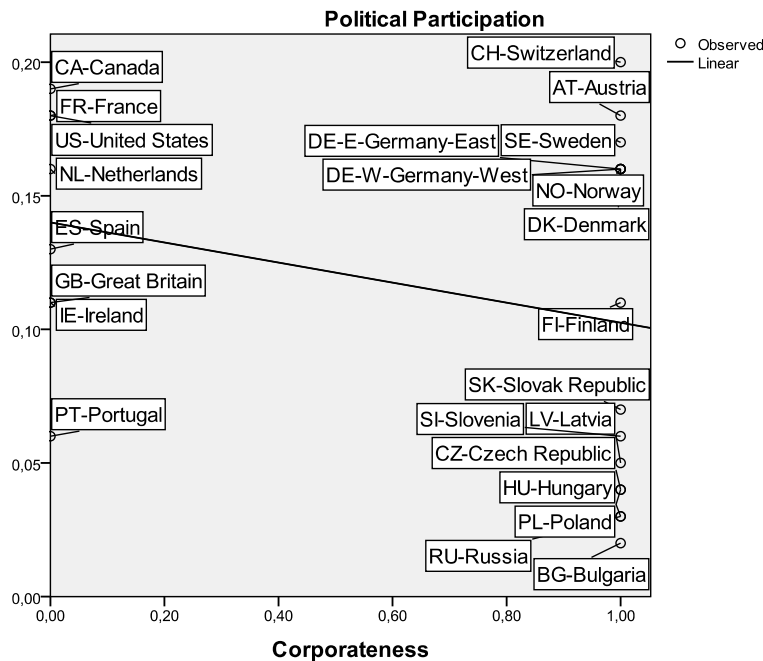 Political Participation
Observed
Linear
0,20
0,15
0,10
0,05
0,00
CA-Canada
FR-France
US-United States
NL-Netherlands
ES-Spain
GB-Great Britain
IE-Ireland
PT-Portugal
CH-Switzerland
AT-Austria
DE-E-Germany-East
SE-Sweden
DE-W-Germany-West
NO-Norway
DK-Denmark
FI-Finland
SK-Slovak Republic
SI-Slovenia
LV-Latvia
CZ-Czech Republic
HU-Hungary
PL-Poland
RU-Russia
BG-Bulgaria
0,00 0,20 0,40 0,60 0,80 1,00
Corporateness